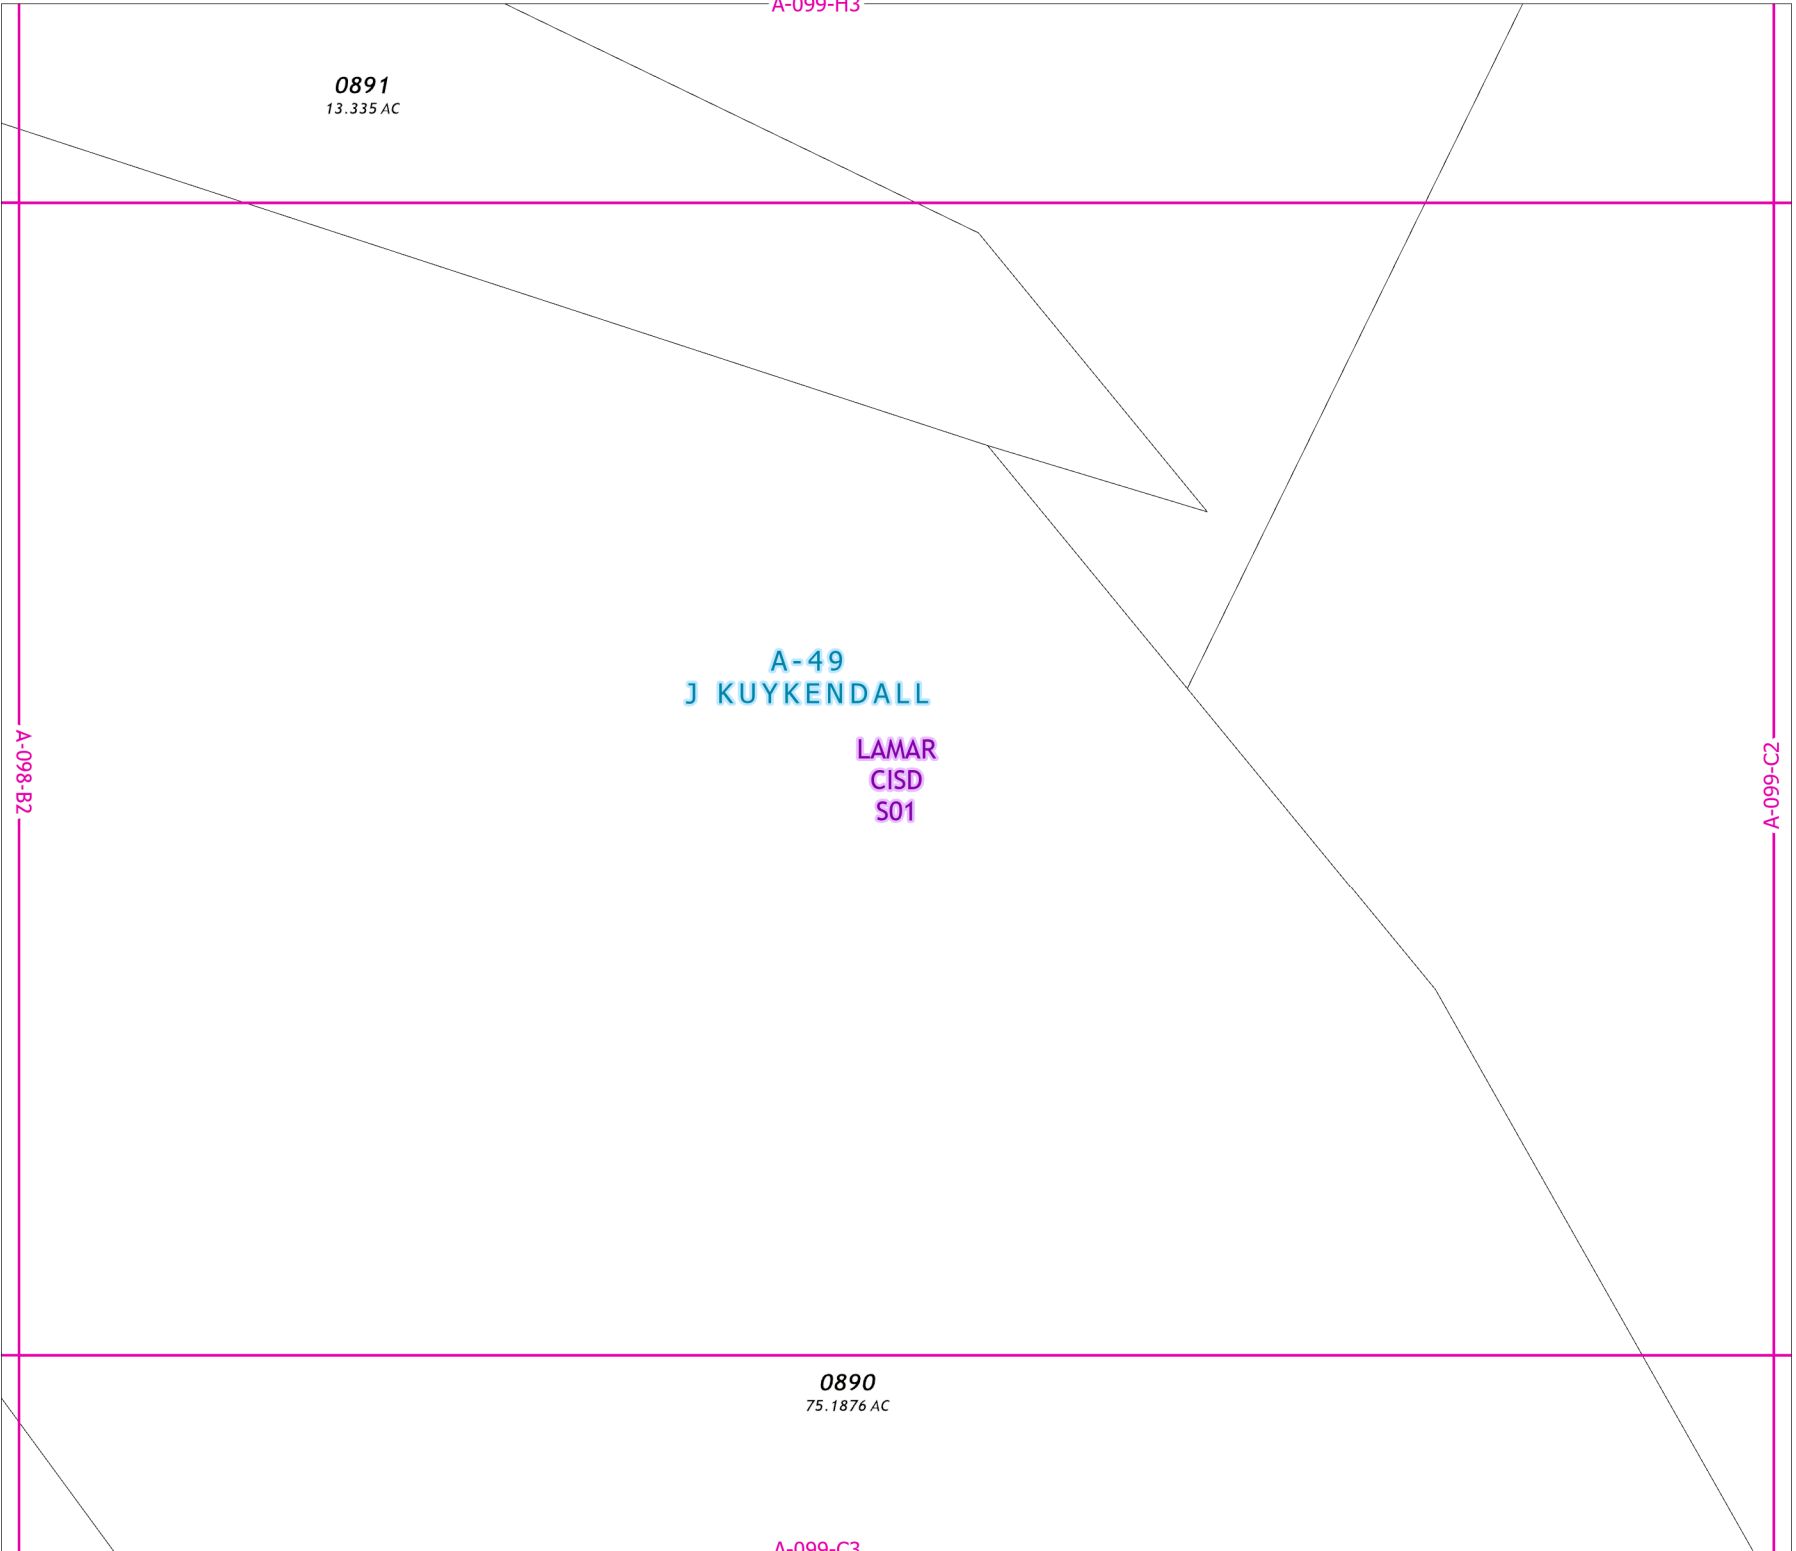 A-099-H3
0891
13.335 AC
A-49
J KUYKENDALL
LAMAR
CISD
S01
A-098-B2
A-099-C2
0890
75.1876 AC
A-099-C3